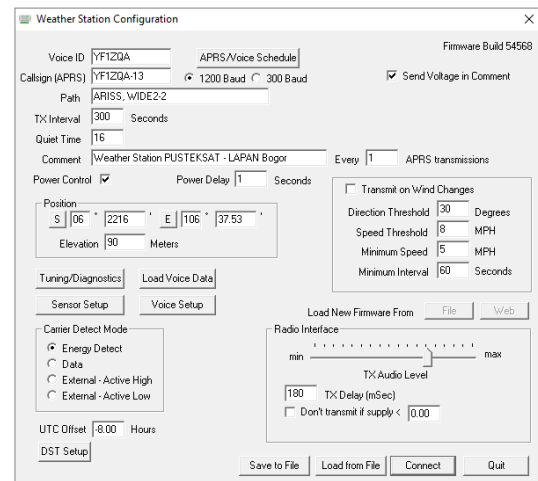 Weather Station Configuration
Firmware Build 54568
Voice ID YF1ZQA APRS/Voice Schedule
Callsign (APRS) YF1ZQA-13 1200 Baud 300 Baud Send Voltage in Comment
Path ARISS, WIDE2-2
TX Interval 300 Seconds
Quiet Time 16
Comment Weather Station PUSTEKSAT - LAPAN Bogor Every 1 APRS transmissions
Power Control Power Delay 1 Seconds
Position
S 06 ° 2216 ' E 106 ° 37.53 '
Elevation 90 Meters
Transmit on Wind Changes
Direction Threshold 30 Degrees
Speed Threshold 8 MPH
Minimum Speed 5 MPH
Minimum Interval 60 Seconds
Tuning/Diagnostics Load Voice Data
Sensor Setup Voice Setup
Load New Firmware From File Web
Carrier Detect Mode
Energy Detect
Data
External - Active High
External - Active Low
Radio Interface
min max
TX Audio Level
180 TX Delay (mSec)
Don't transmit if supply < 0.00
UTC Offset -8.00 Hours
DST Setup
Save to File Load from File Connect Quit